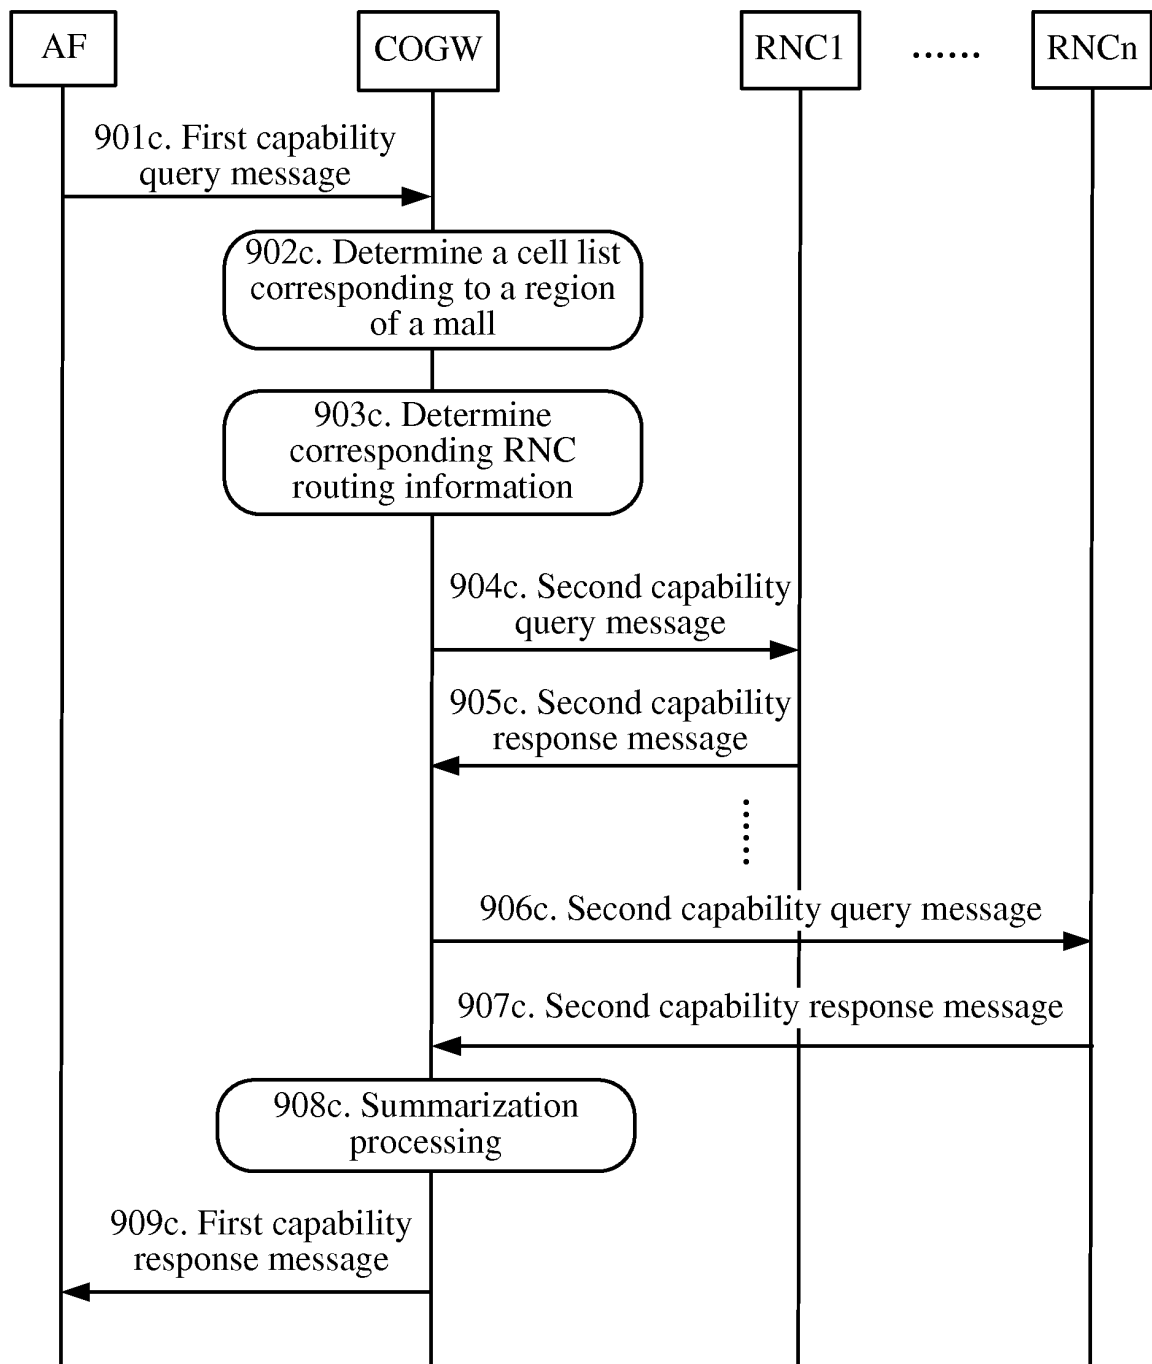 AF
COGW
RNC1
......
RNCn
901c. First capability
query message
902c. Determine a cell list
corresponding to a region
of a mall
903c. Determine
corresponding RNC
routing information
904c. Second capability
query message
905c. Second capability
response message
......
906c. Second capability query message
907c. Second capability response message
908c. Summarization
processing
909c. First capability
response message